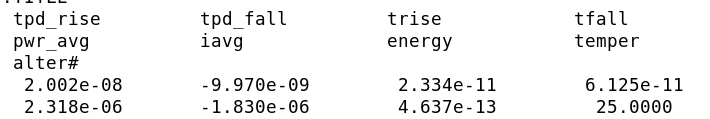 tpd_rise tpd_fall trise tfall
pwr_avg iavg energy temper
alter#
2.002e-08 -9.970e-09 2.334e-11 6.125e-11
2.318e-06 -1.830e-06 4.637e-13 25.0000